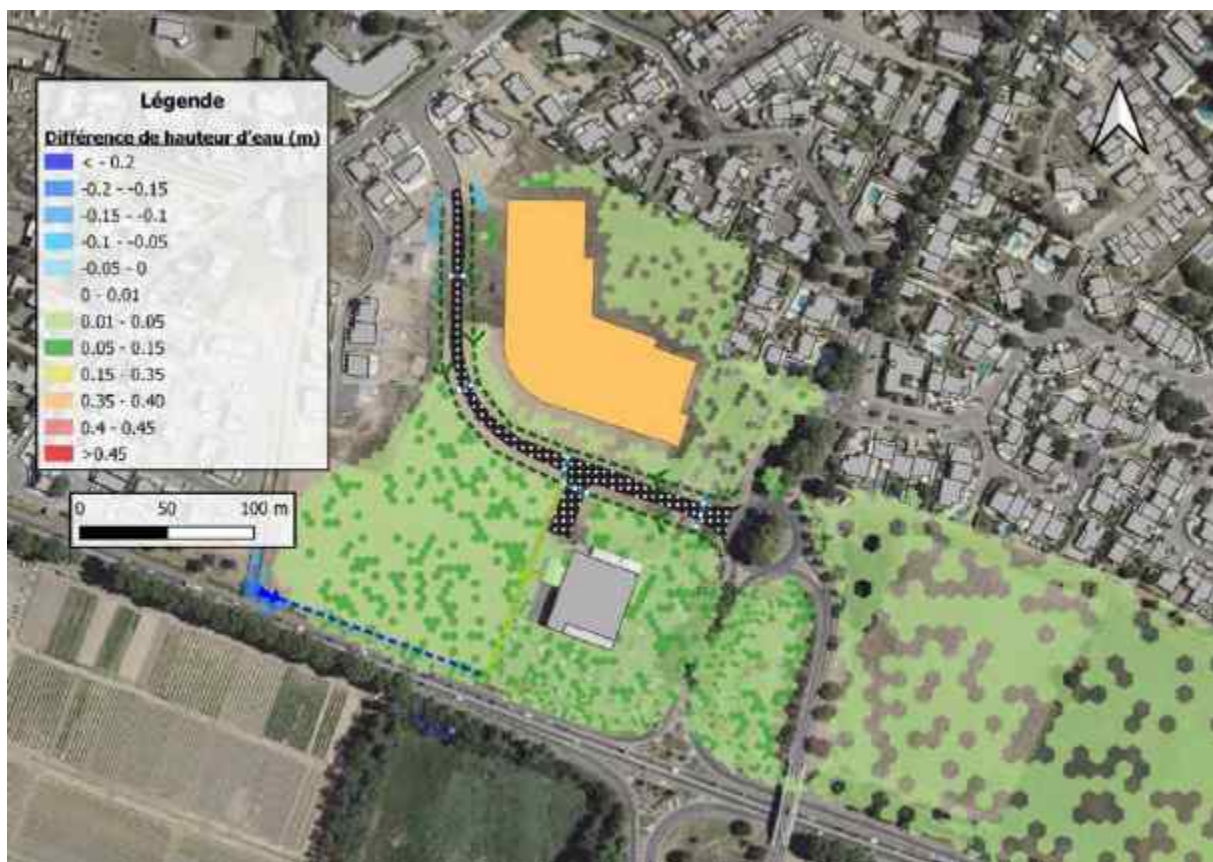 Légende
Différence de hauteur d'eau (m)
< - 0.2
-0.2 - -0.15
-0.15 - -0.1
-0.1 - -0.05
-0.05 - 0
0 - 0.01
0.01 - 0.05
0.05 - 0.15
0.15 - 0.35
0.35 - 0.40
0.4 - 0.45
>0.45
0 50 100 m